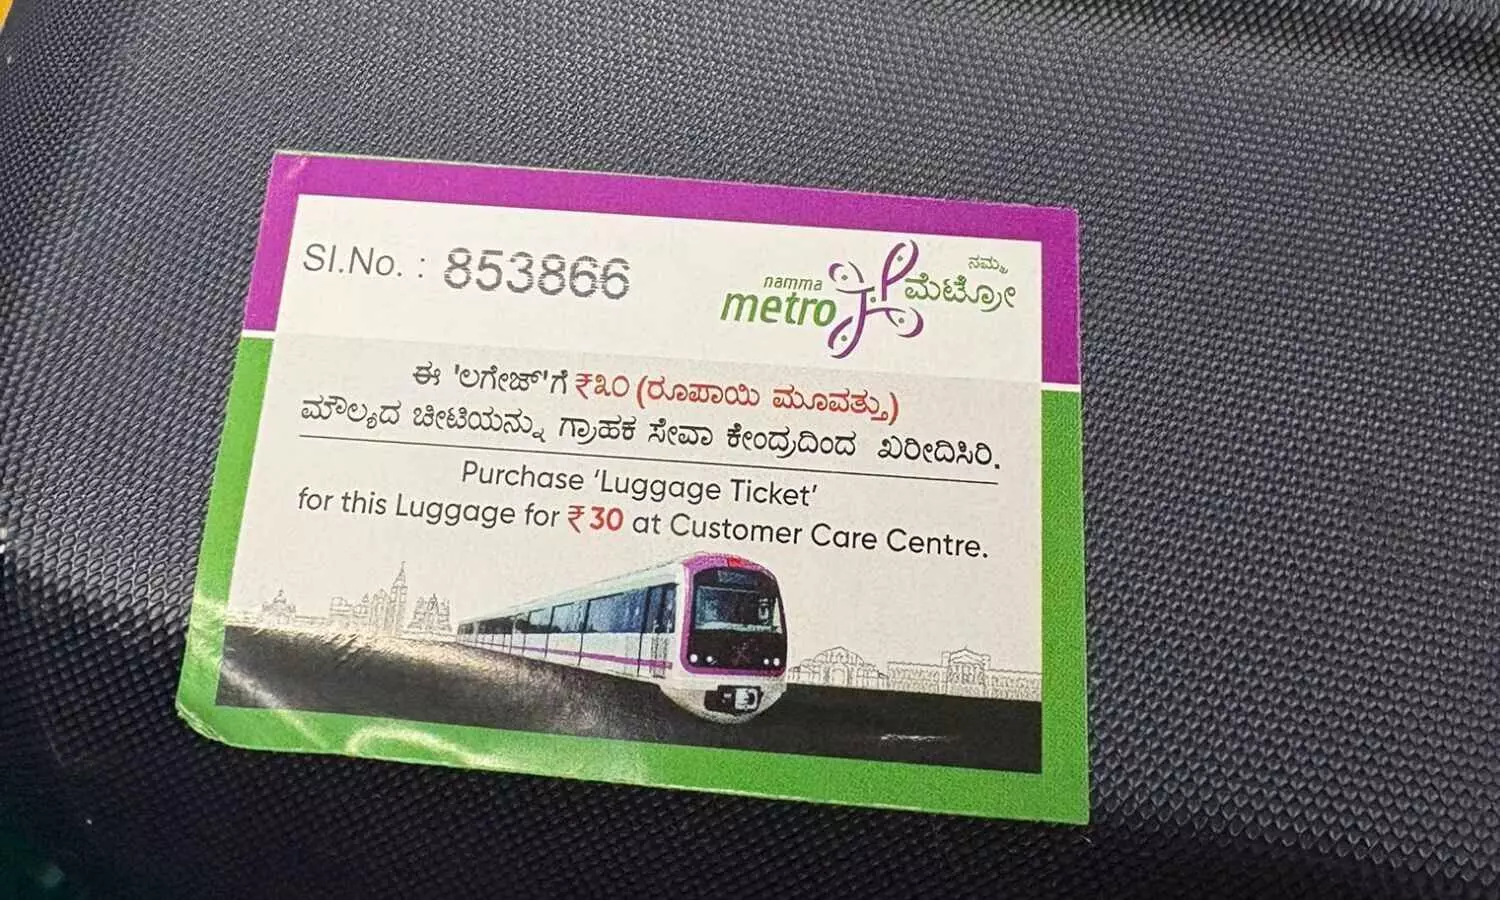 Sl.No. : 853866
namma ನಮ್ಮ
metro ಮೆಟ್ರೋ
ಈ 'ಲಗೇಜ್'ಗೆ ₹೩೦ (ರೂಪಾಯಿ ಮೂವತ್ತು)
ಮೌಲ್ಯದ ಚೀಟಿಯನ್ನು ಗ್ರಾಹಕ ಸೇವಾ ಕೇಂದ್ರದಿಂದ ಖರೀದಿಸಿರಿ.
Purchase ‘Luggage Ticket’
for this Luggage for ₹30 at Customer Care Centre.